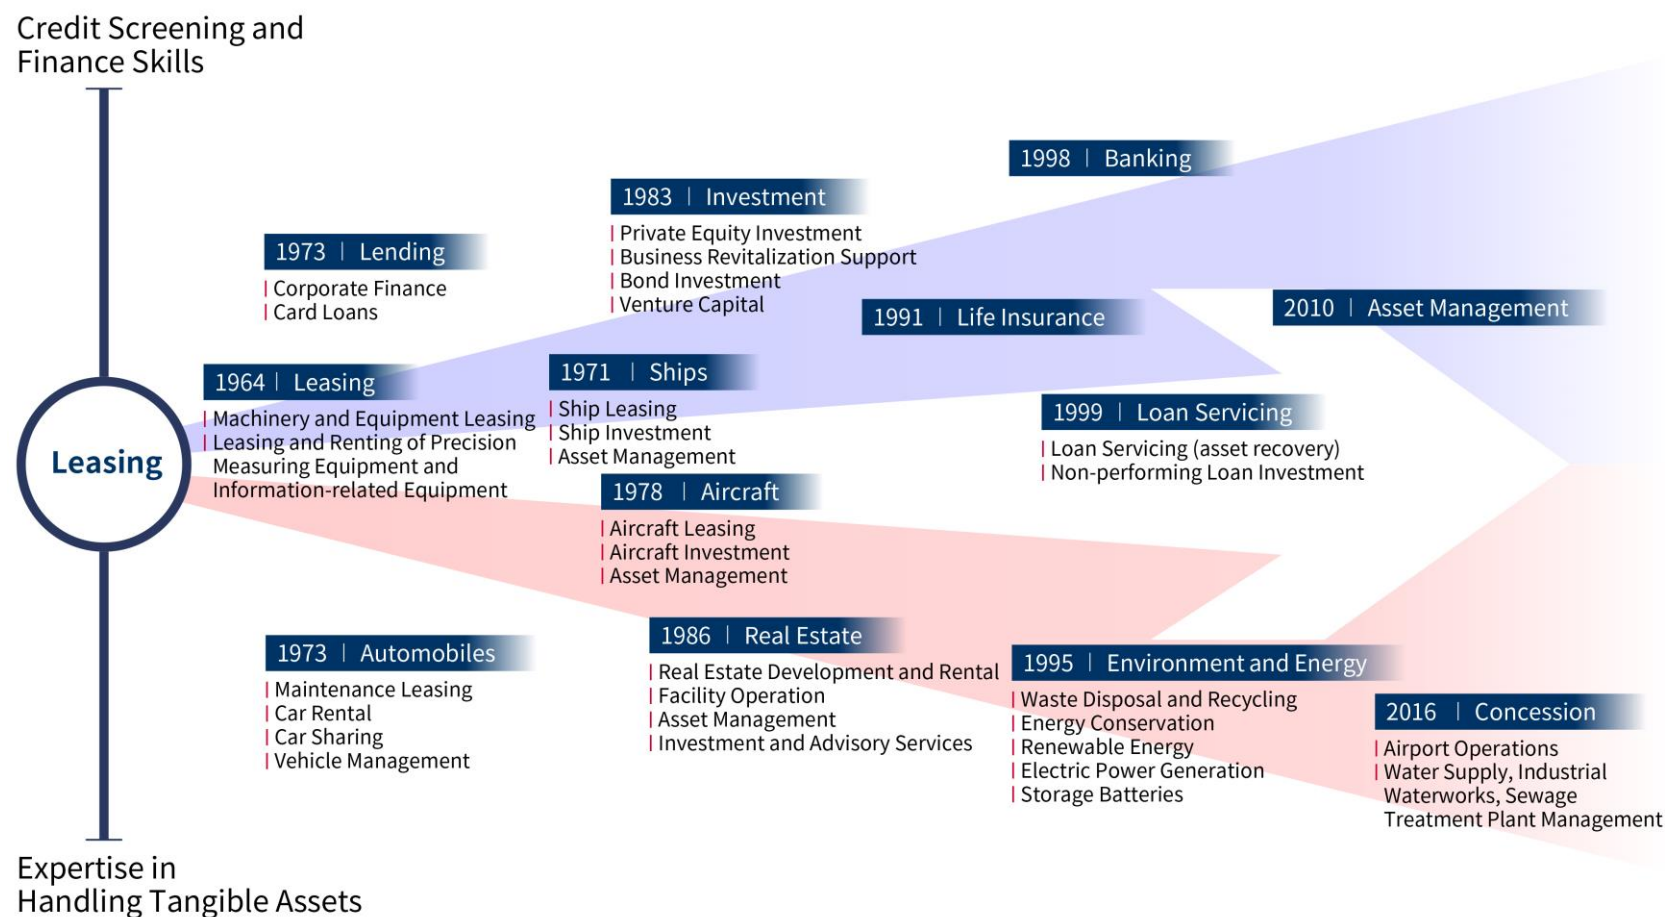 Credit Screening and
Finance Skills
1998 | Banking
1983 | Investment
Private Equity Investment
Business Revitalization Support
Bond Investment
Venture Capital
1973 | Lending
Corporate Finance
Card Loans
1991 | Life Insurance
2010 | Asset Management
1964 | Leasing
Machinery and Equipment Leasing
Leasing and Renting of Precision
Measuring Equipment and
Information-related Equipment
1971 | Ships
Ship Leasing
Ship Investment
Asset Management
1999 | Loan Servicing
Loan Servicing (asset recovery)
Non-performing Loan Investment
Leasing
1978 | Aircraft
Aircraft Leasing
Aircraft Investment
Asset Management
1973 | Automobiles
Maintenance Leasing
Car Rental
Car Sharing
Vehicle Management
1986 | Real Estate
Real Estate Development and Rental
Facility Operation
Asset Management
Investment and Advisory Services
1995 | Environment and Energy
Waste Disposal and Recycling
Energy Conservation
Renewable Energy
Electric Power Generation
Storage Batteries
2016 | Concession
Airport Operations
Water Supply, Industrial
Waterworks, Sewage
Treatment Plant Management
Expertise in
Handling Tangible Assets